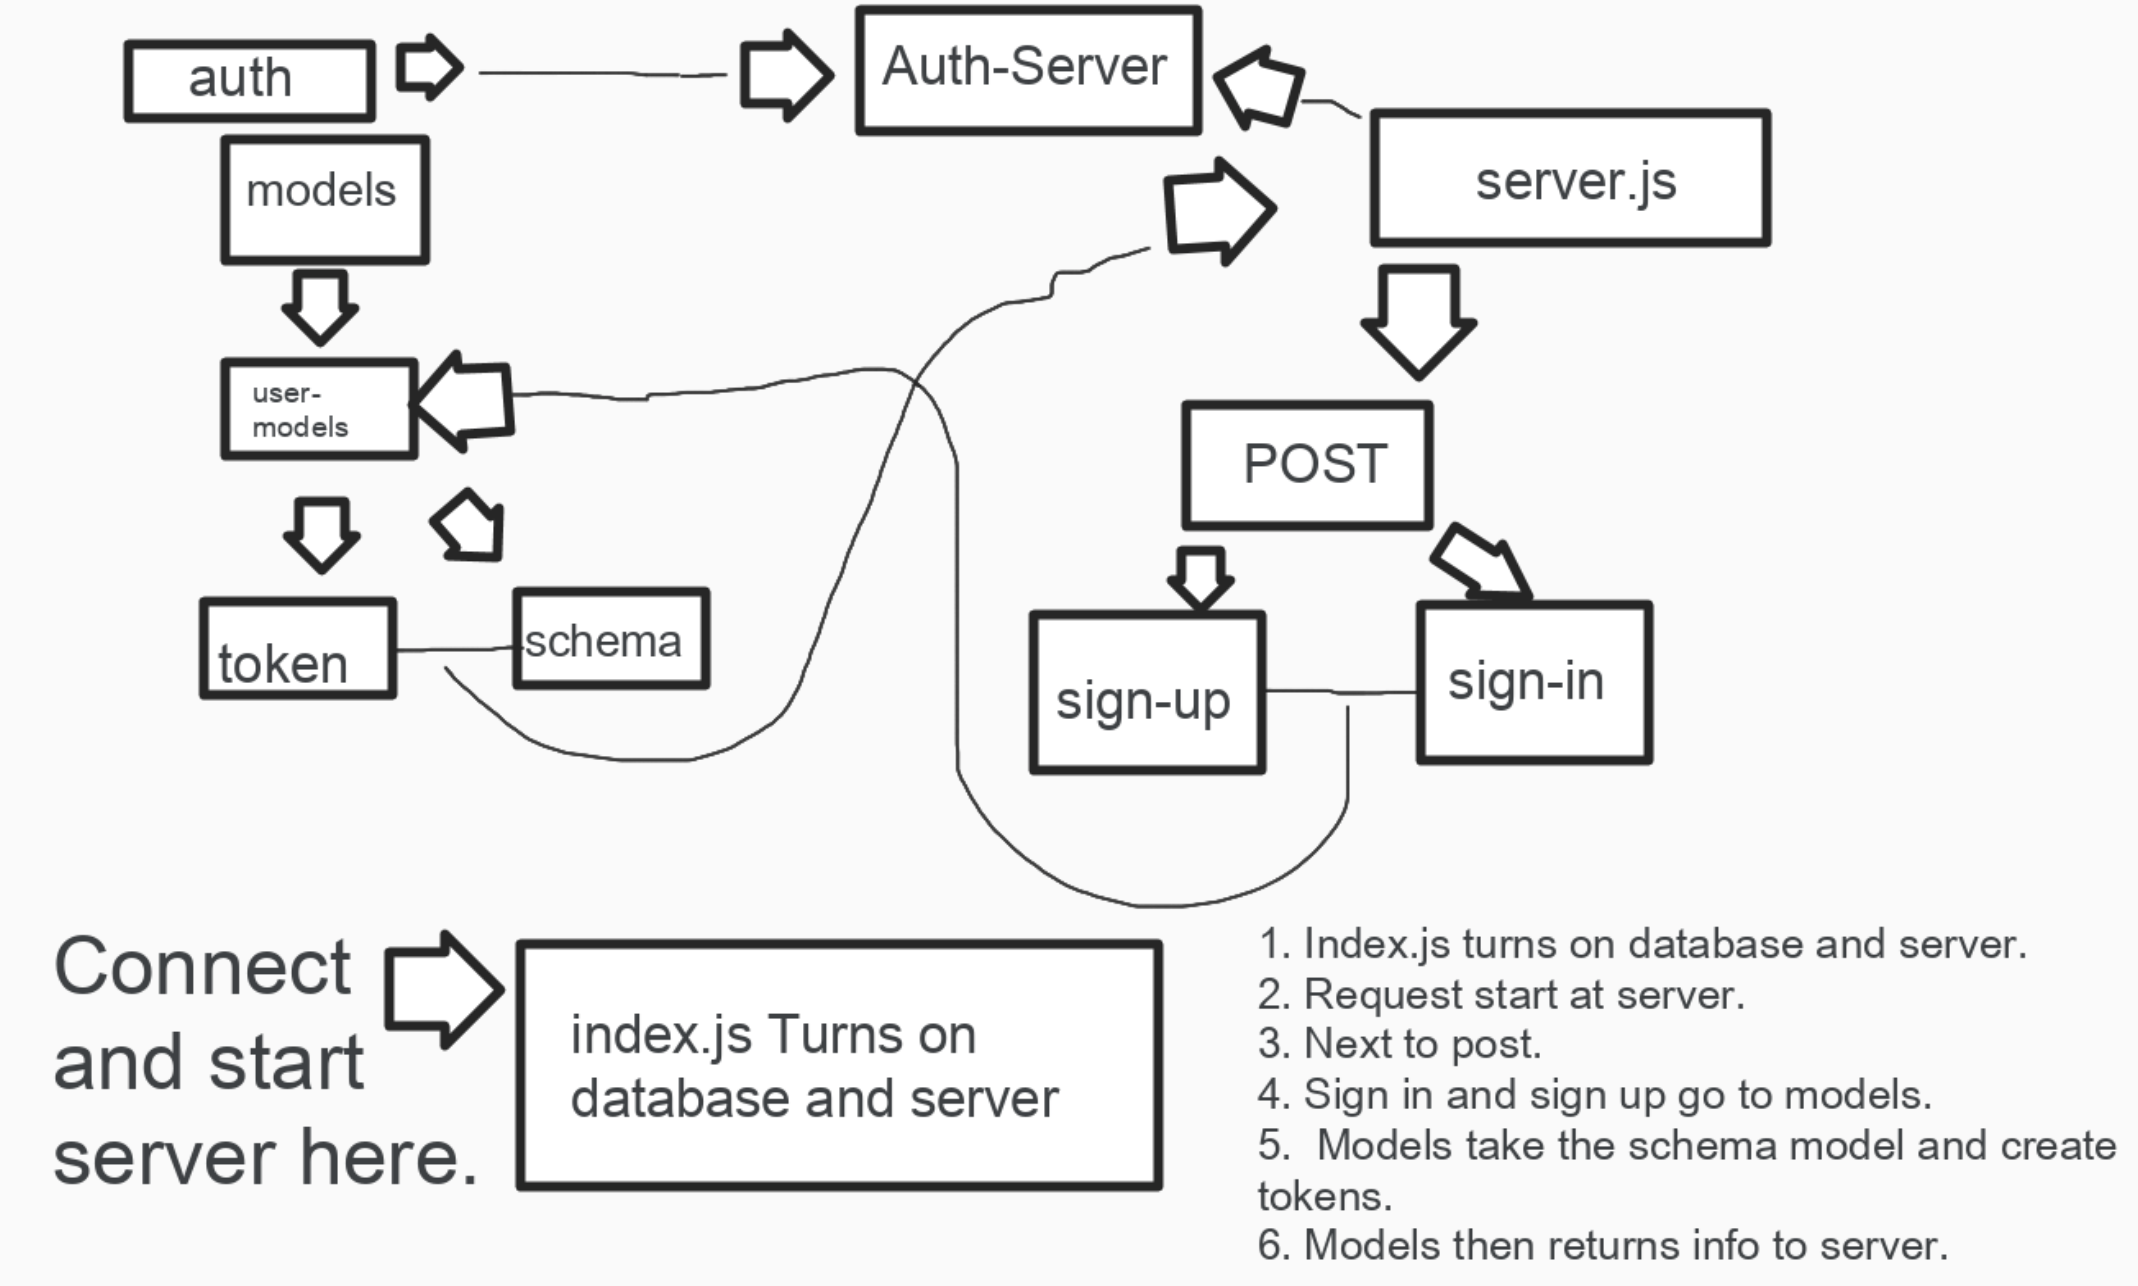 auth
Auth-Server
models
server.js
user-
models
POST
token
schema
sign-up
sign-in
Connect
and start
server here.
index.js Turns on
database and server
1. Index.js turns on database and server.
2. Request start at server.
3. Next to post.
4. Sign in and sign up go to models.
5.  Models take the schema model and create
tokens.
6. Models then returns info to server.